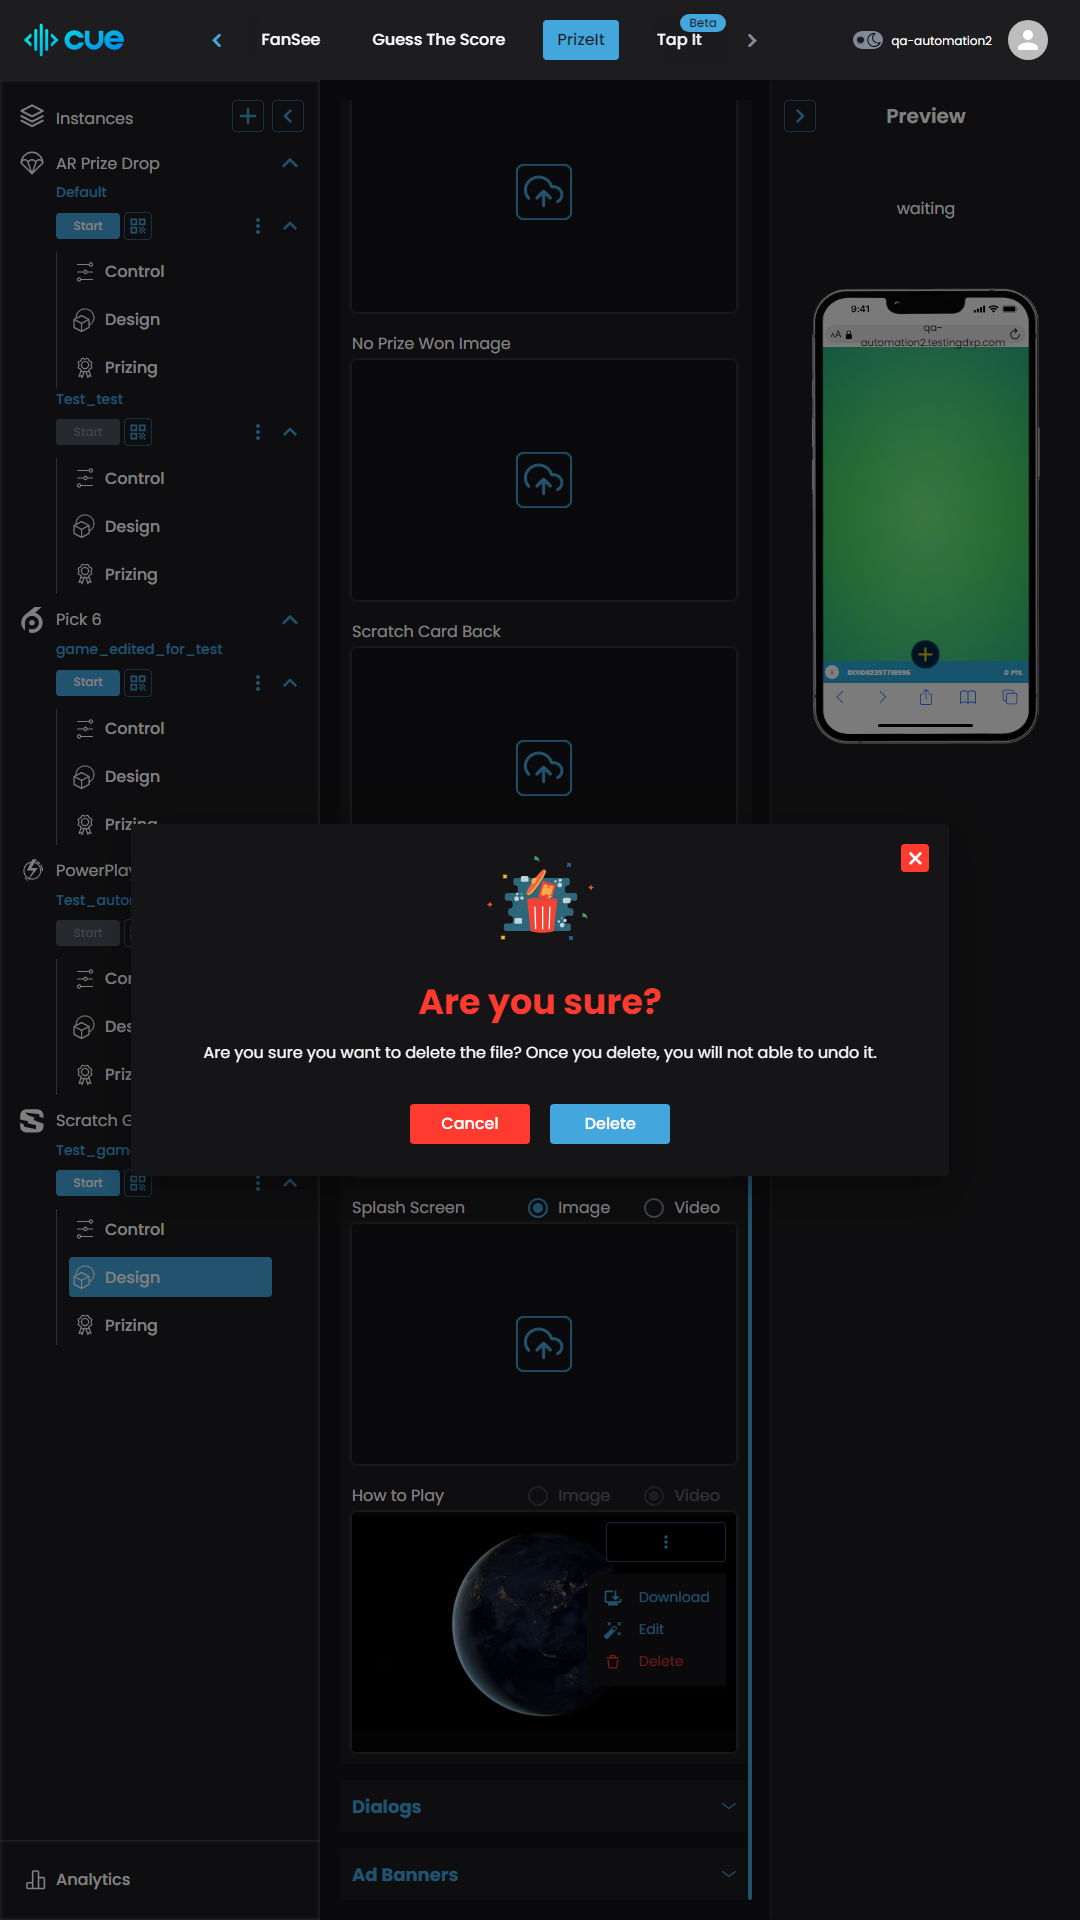 cue
FanSee
Guess The Score
PrizeIt
Tap It
Beta
qa-automation2
Instances
AR Prize Drop
Default
Start
Control
Design
Prizing
Test_test
Start
Control
Design
Prizing
Pick 6
game_edited_for_test
Start
Control
Design
Prizing
PowerPlay
Test_auto
Start
Con
Des
Priz
Scratch G
Test_gam
Start
Control
Design
Prizing
Analytics
No Prize Won Image
Scratch Card Back
Are you sure?
Are you sure you want to delete the file? Once you delete, you will not able to undo it.
Cancel
Delete
Splash Screen
Image
Video
How to Play
Image
Video
Download
Edit
Delete
Dialogs
Ad Banners
Preview
waiting
9:41
AA
qa-
automation2.testingdxp.com
0 PTS